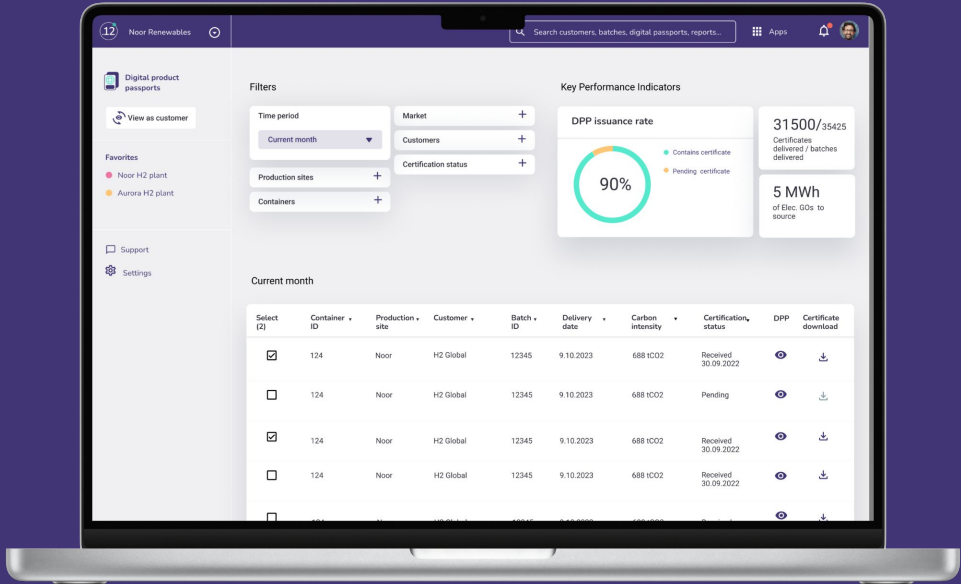 12 Noor Renewables
Search customers, batches, digital passports, reports...
Apps
Digital product
passports
View as customer
Favorites
Noor H2 plant
Aurora H2 plant
Support
Settings
Filters
Time period
Current month
Production sites +
Containers +
Market +
Customers +
Certification status +
Key Performance Indicators
DPP issuance rate
90%
Contains certificate
Pending certificate
31500/35425
Certificates
delivered / batches
delivered
5 MWh
of Elec. GOs to
source
Current month
Select (2) Container ID Production site Customer Batch ID Delivery date Carbon intensity Certification status DPP Certificate download
124 Noor H2 Global 12345 9.10.2023 688 tCO2 Received 30.09.2022
124 Noor H2 Global 12345 9.10.2023 688 tCO2 Pending
124 Noor H2 Global 12345 9.10.2023 688 tCO2 Received 30.09.2022
124 Noor H2 Global 12345 9.10.2023 688 tCO2 Received 30.09.2022